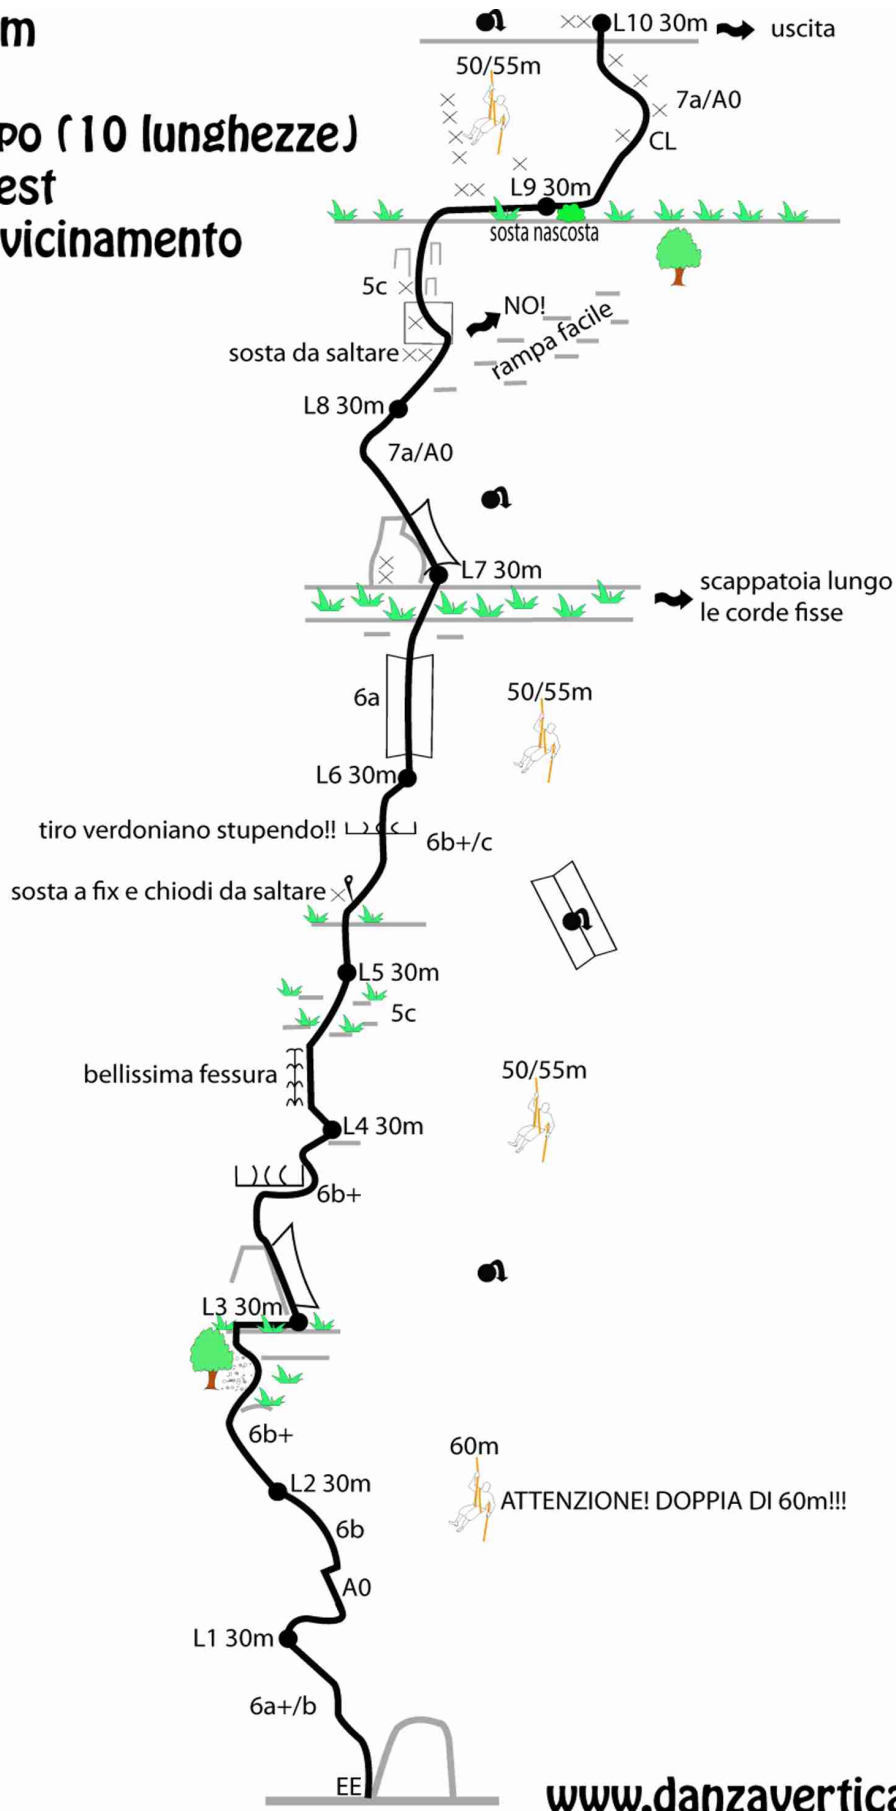 m
L10 30m
uscita
50/55m
7a/A0
po (10 lunghezze)
CL
est
L9 30m
vicinamento
sosta nascosta
5c
NO!
rampa facile
sosta da saltare
L8 30m
7a/A0
L7 30m
scappatoia lungo
le corde fisse
6a
50/55m
L6 30m
tiro verdoniano stupendo!!
6b+/c
sosta a fix e chiodi da saltare
L5 30m
5c
bellissima fessura
50/55m
L4 30m
6b+
L3 30m
6b+
60m
L2 30m
ATTENZIONE! DOPPIA DI 60m!!!
6b
A0
L1 30m
6a+/b
EE
www.danzavertica